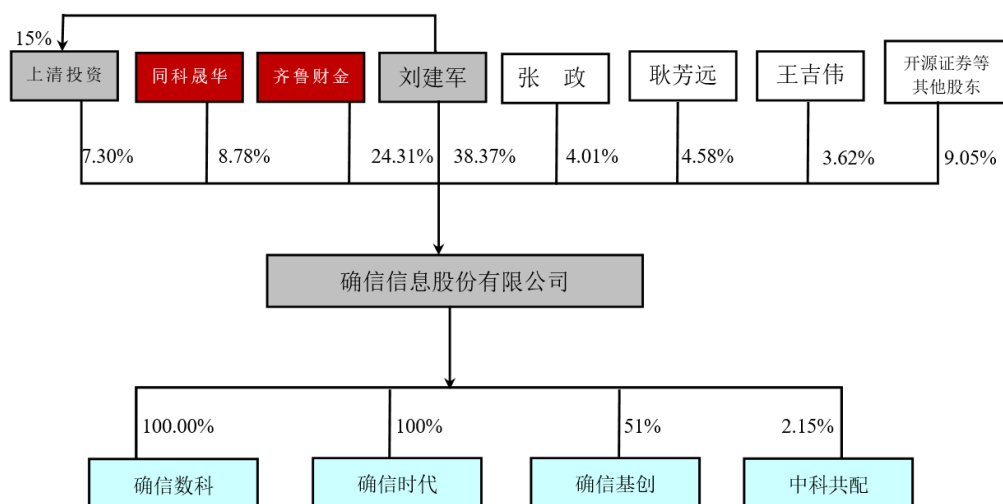 15%
上清投资
同科晟华
齐鲁财金
刘建军
张 政
耿芳远
王吉伟
开源证券等
其他股东
7.30%
8.78%
24.31%
38.37%
4.01%
4.58%
3.62%
9.05%
确信信息股份有限公司
100.00%
100%
51%
2.15%
确信数科
确信时代
确信基创
中科共配